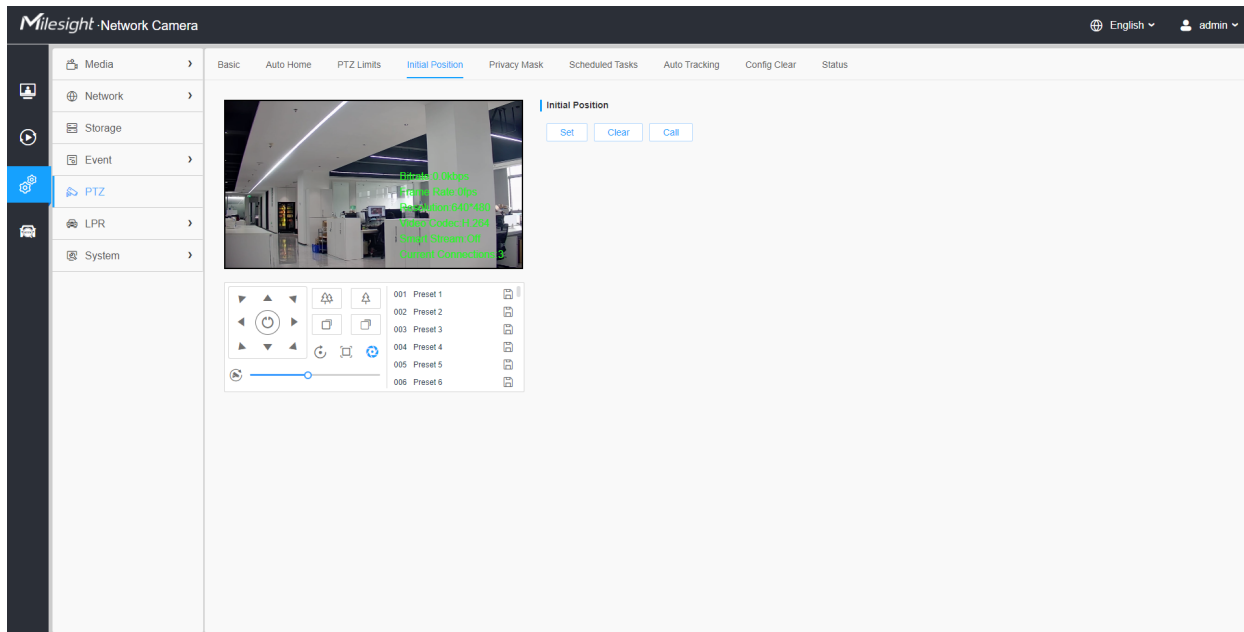 Milesight · Network Camera
English
admin
Media
Network
Storage
Event
PTZ
LPR
System
Basic Auto Home PTZ Limits Initial Position Privacy Mask Scheduled Tasks Auto Tracking Config Clear Status
Initial Position
Set Clear Call
001 Preset 1
002 Preset 2
003 Preset 3
004 Preset 4
005 Preset 5
006 Preset 6